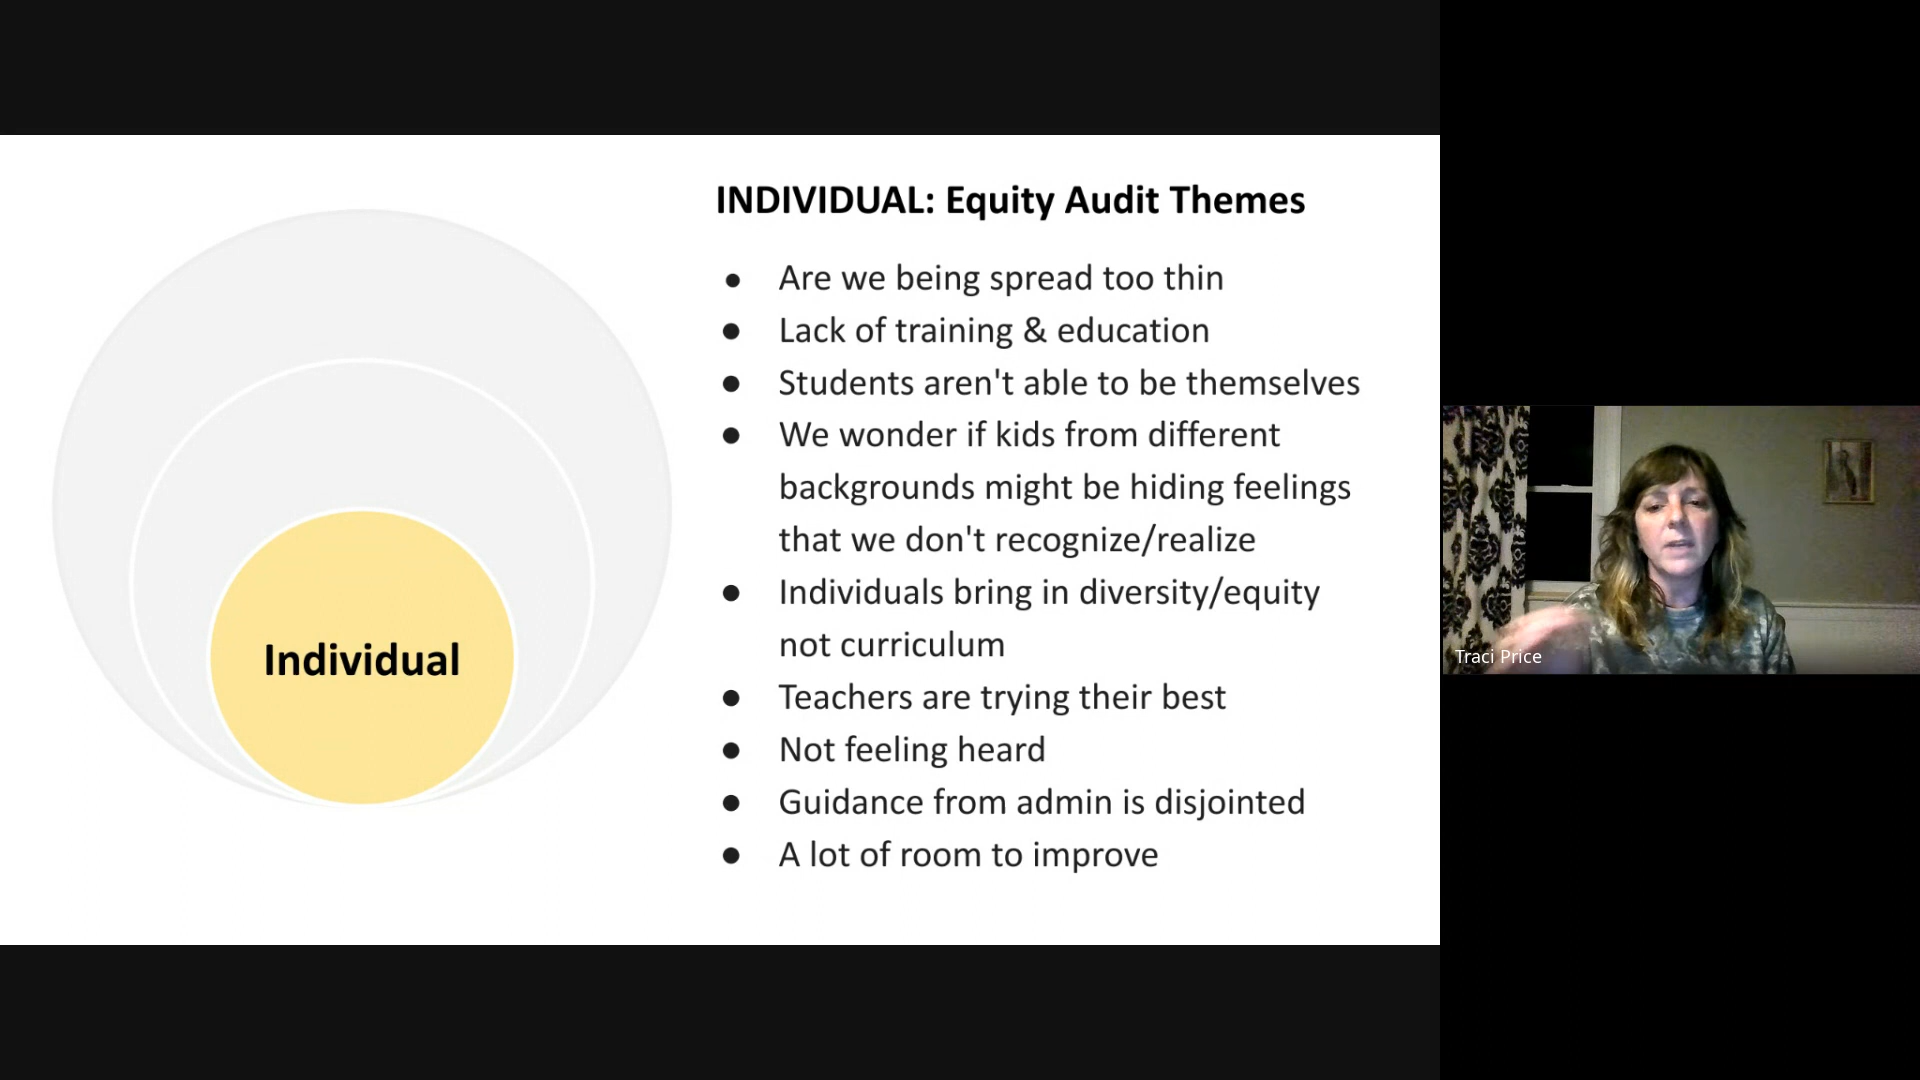 INDIVIDUAL: Equity Audit Themes
● Are we being spread too thin
● Lack of training & education
● Students aren't able to be themselves
● We wonder if kids from different
backgrounds might be hiding feelings
that we don't recognize/realize
● Individuals bring in diversity/equity
not curriculum
● Teachers are trying their best
● Not feeling heard
● Guidance from admin is disjointed
● A lot of room to improve
Individual
Traci Price